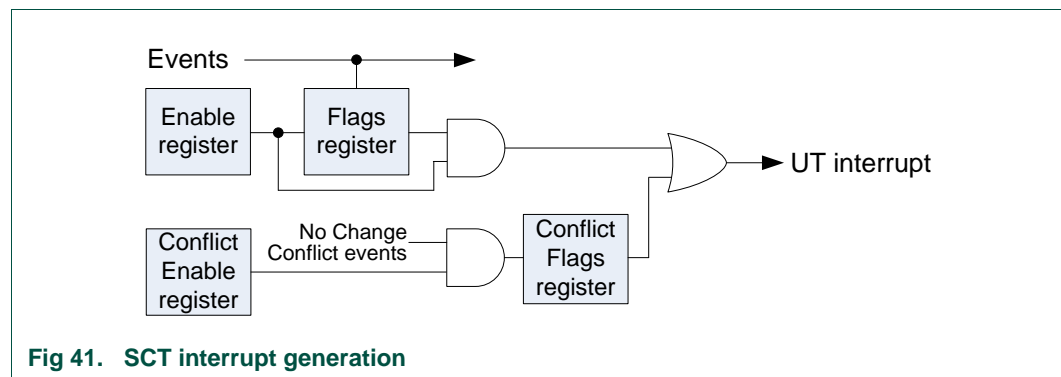 Events
Enable
register
Flags
register
UT interrupt
No Change
Conflict events
Conflict
Enable
register
Conflict
Flags
register
Fig 41. SCT interrupt generation